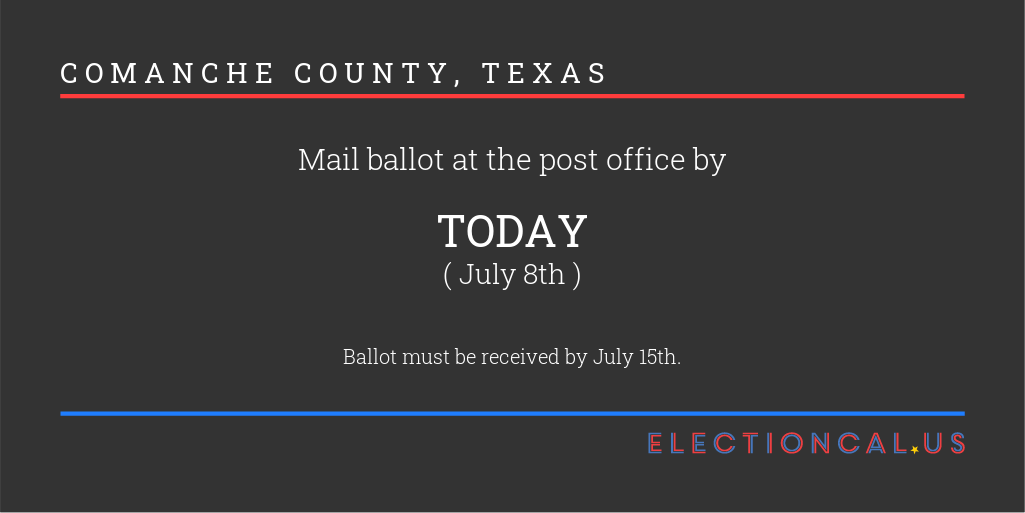 COMANCHE COUNTY, TEXAS
Mail ballot at the post office by
TODAY
( July 8th )
Ballot must be received by July 15th.
ELECTIONCAL.US